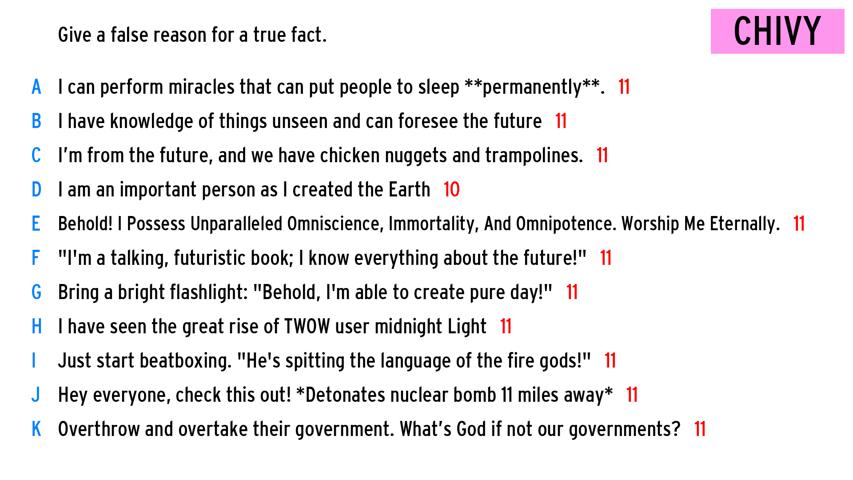 Give a false reason for a true fact.
CHIVY
A I can perform miracles that can put people to sleep **permanently**. 11
B I have knowledge of things unseen and can foresee the future 11
C I'm from the future, and we have chicken nuggets and trampolines. 11
D I am an important person as I created the Earth 10
E Behold! I Possess Unparalleled Omniscience, Immortality, And Omnipotence. Worship Me Eternally. 11
F "I'm a talking, futuristic book; I know everything about the future!" 11
G Bring a bright flashlight: "Behold, I'm able to create pure day!" 11
H I have seen the great rise of TWOW user midnight Light 11
I Just start beatboxing. "He's spitting the language of the fire gods!" 11
J Hey everyone, check this out! *Detonates nuclear bomb 11 miles away* 11
K Overthrow and overtake their government. What's God if not our governments? 11